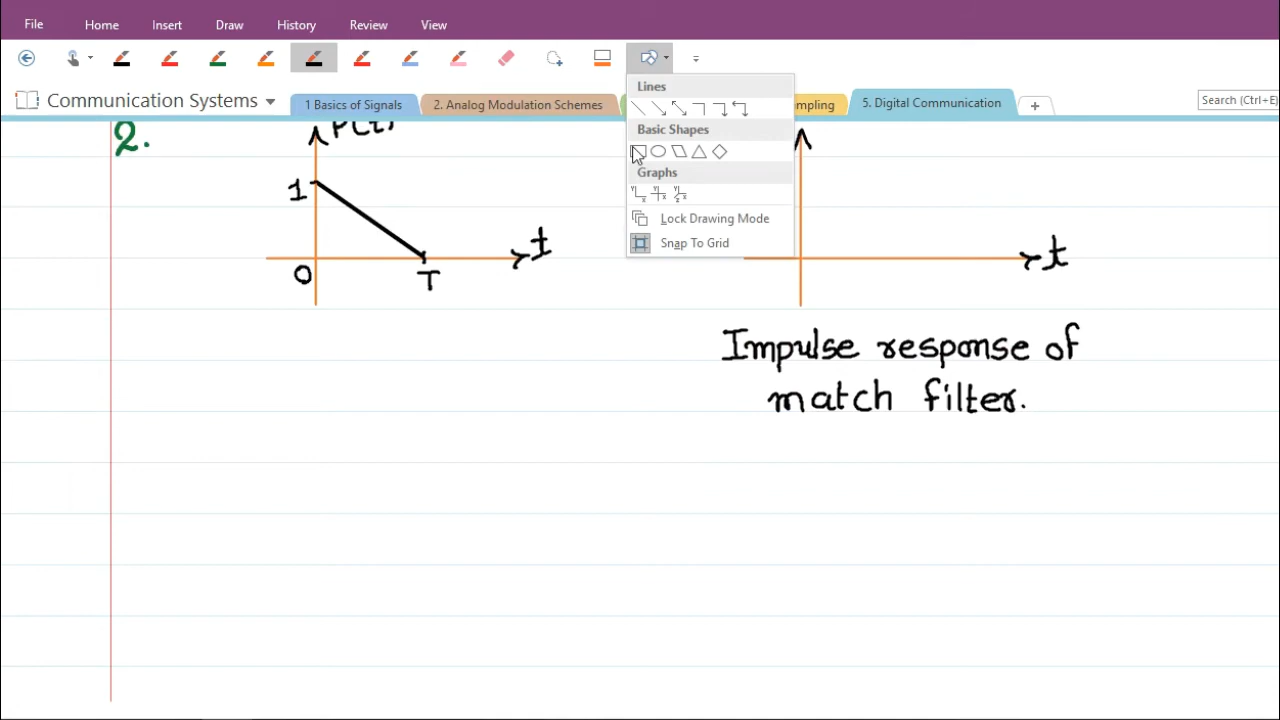 File Home Insert Draw History Review View
Lines
Communication Systems 1 Basics of Signals 2. Analog Modulation Schemes mpling 5. Digital Communication + Search (Ctrl+E)
Basic Shapes
Graphs
Lock Drawing Mode
Snap To Grid
2. P(t)
1
0 T t
t
Impulse response of
match filter.